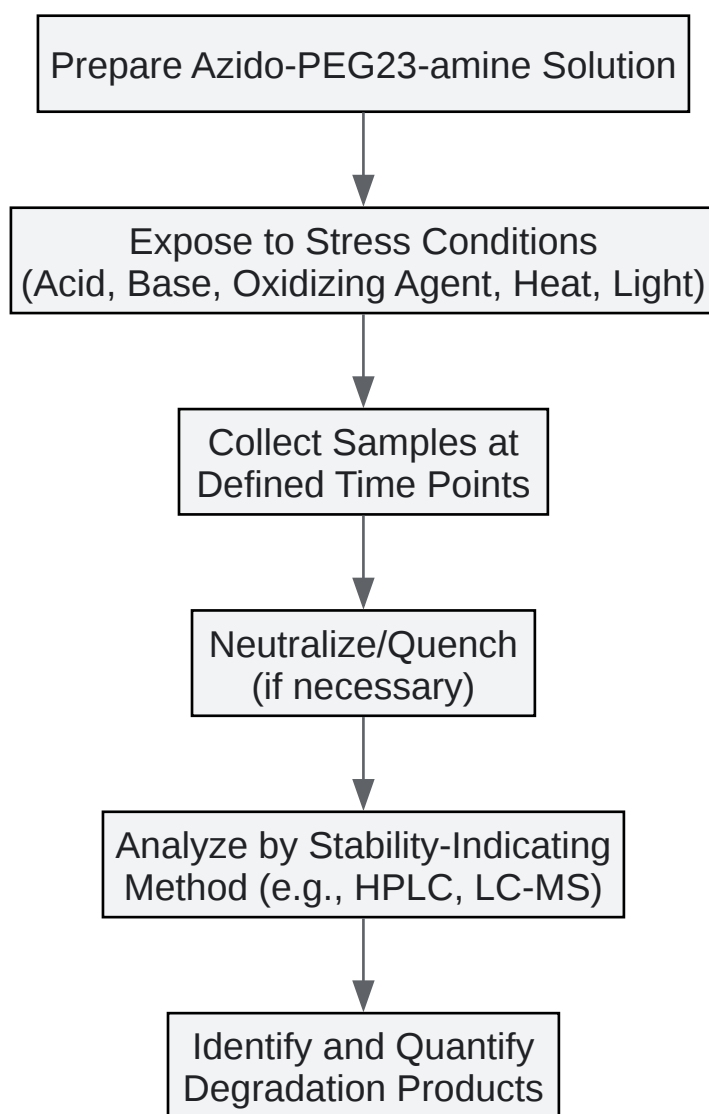 Prepare Azido-PEG23-amine Solution
Expose to Stress Conditions
(Acid, Base, Oxidizing Agent, Heat, Light)
Collect Samples at
Defined Time Points
Neutralize/Quench
(if necessary)
Analyze by Stability-Indicating
Method (e.g., HPLC, LC-MS)
Identify and Quantify
Degradation Products